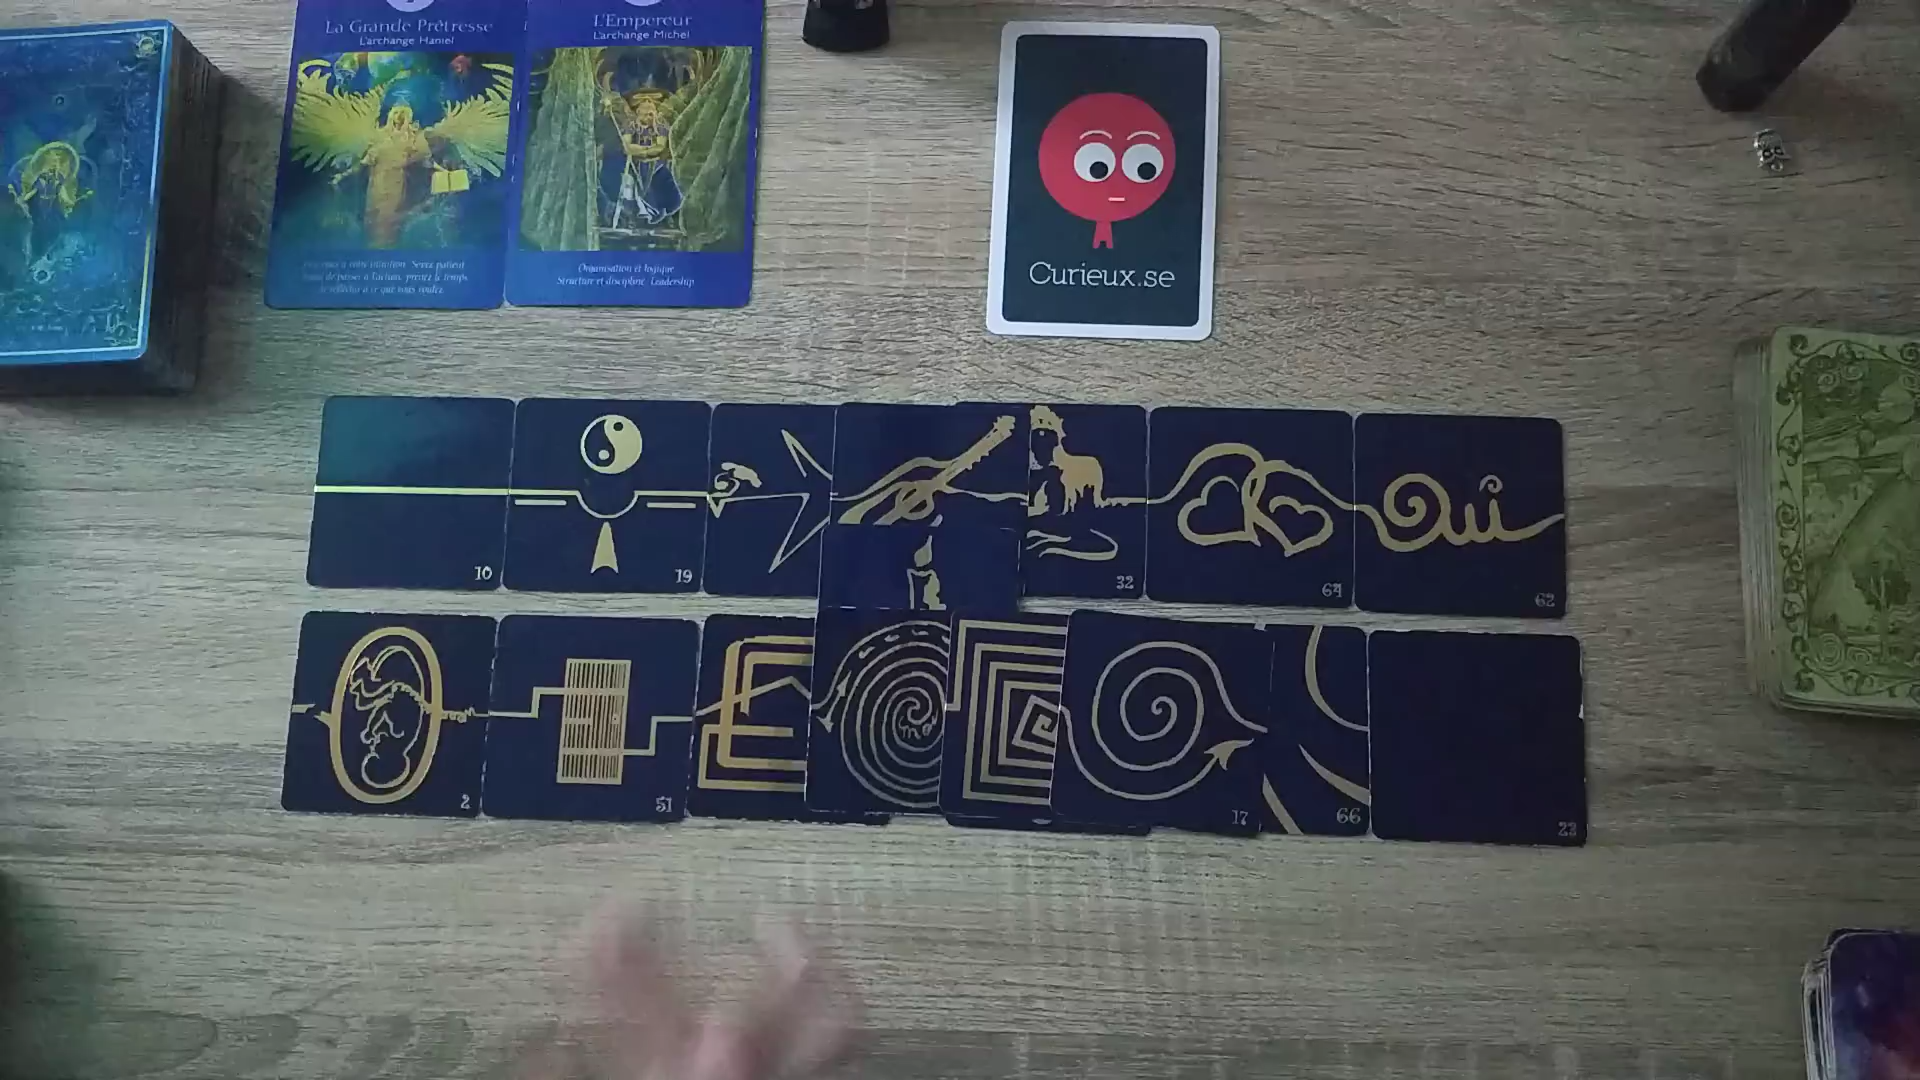 La Grande Prêtresse
L'archange Haniel
L'Empereur
L'archange Michel
Organisation et logique
Structure et discipline Leadership
Curieux.se
10
19
32
64
Oui
62
2
51
17
66
22